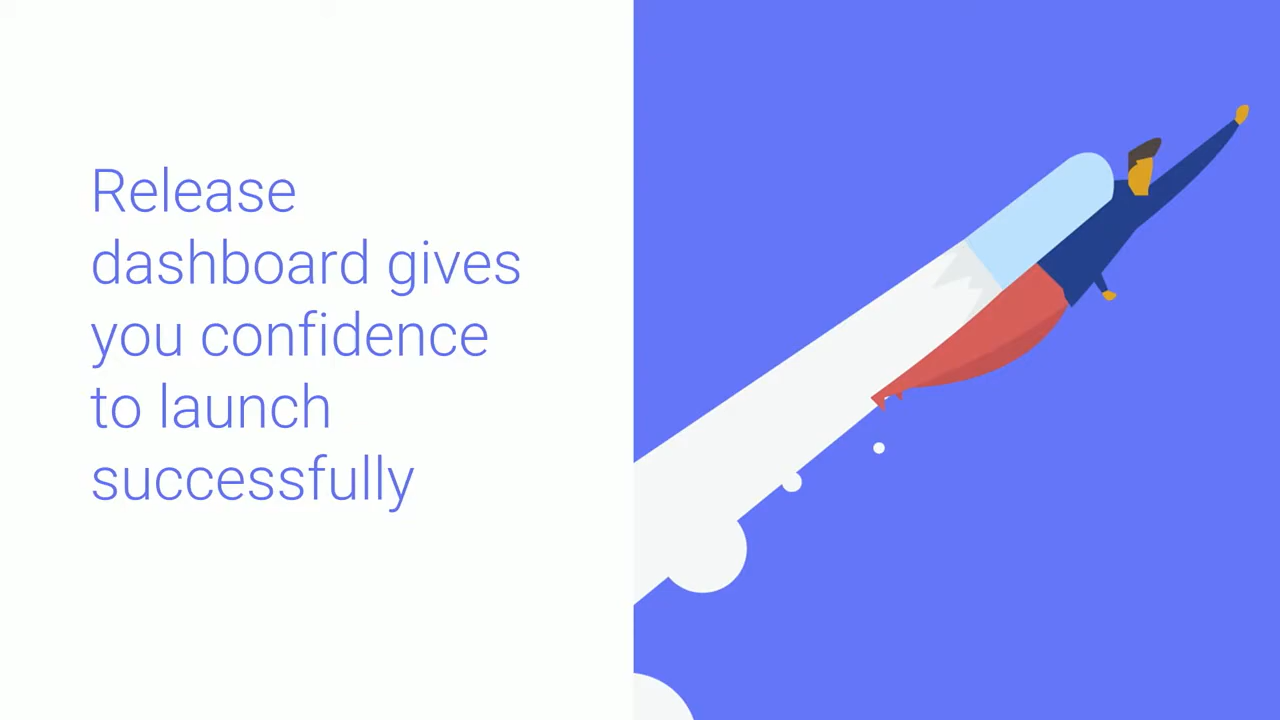 Release
dashboard gives
you confidence
to launch
successfully